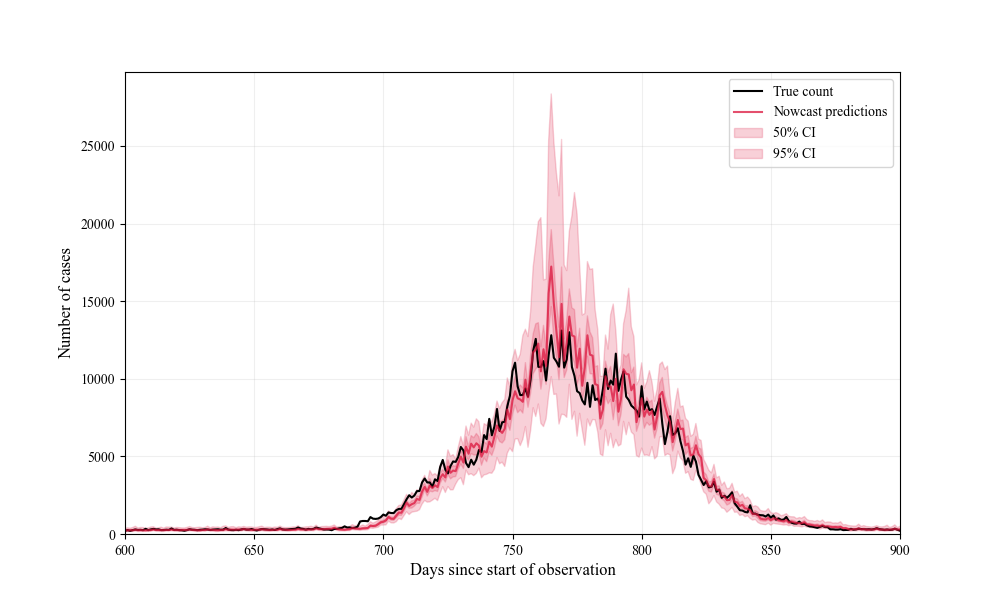 True count
Nowcast predictions
50% CI
95% CI
25000
20000
15000
10000
5000
0
Number of cases
600 650 700 750 800 850 900
Days since start of observation